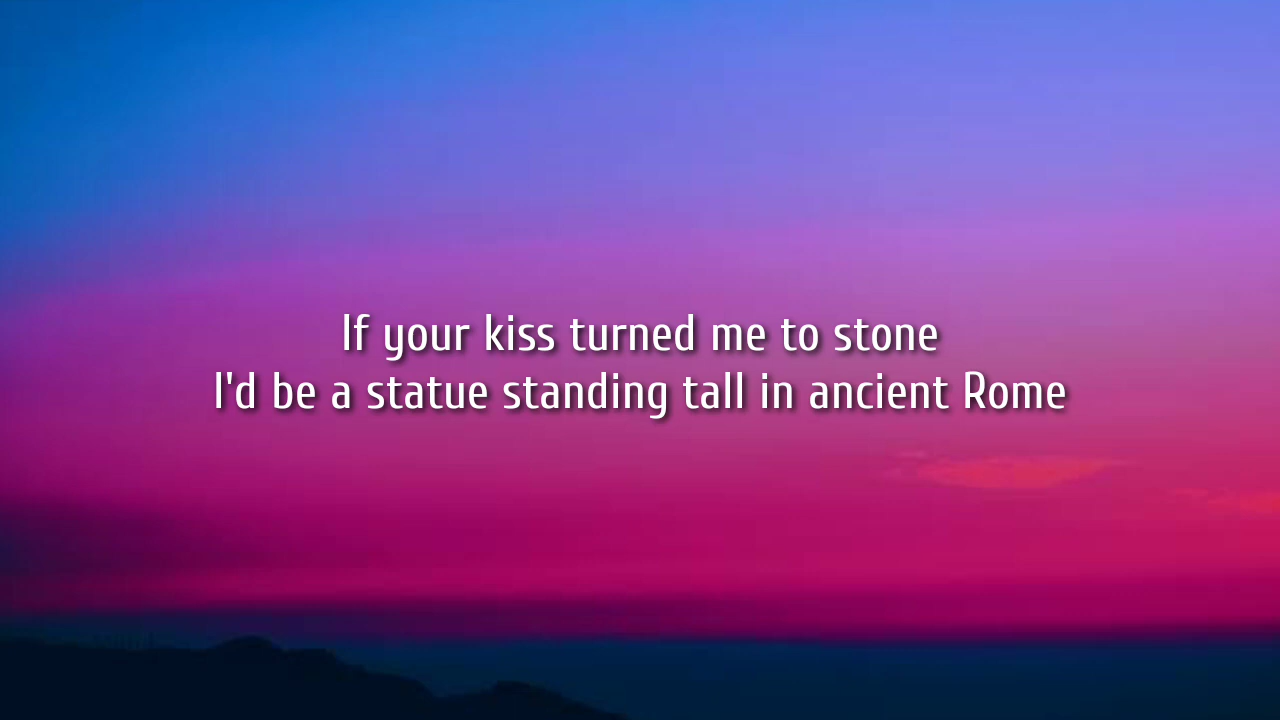 If your kiss turned me to stone
I'd be a statue standing tall in ancient Rome